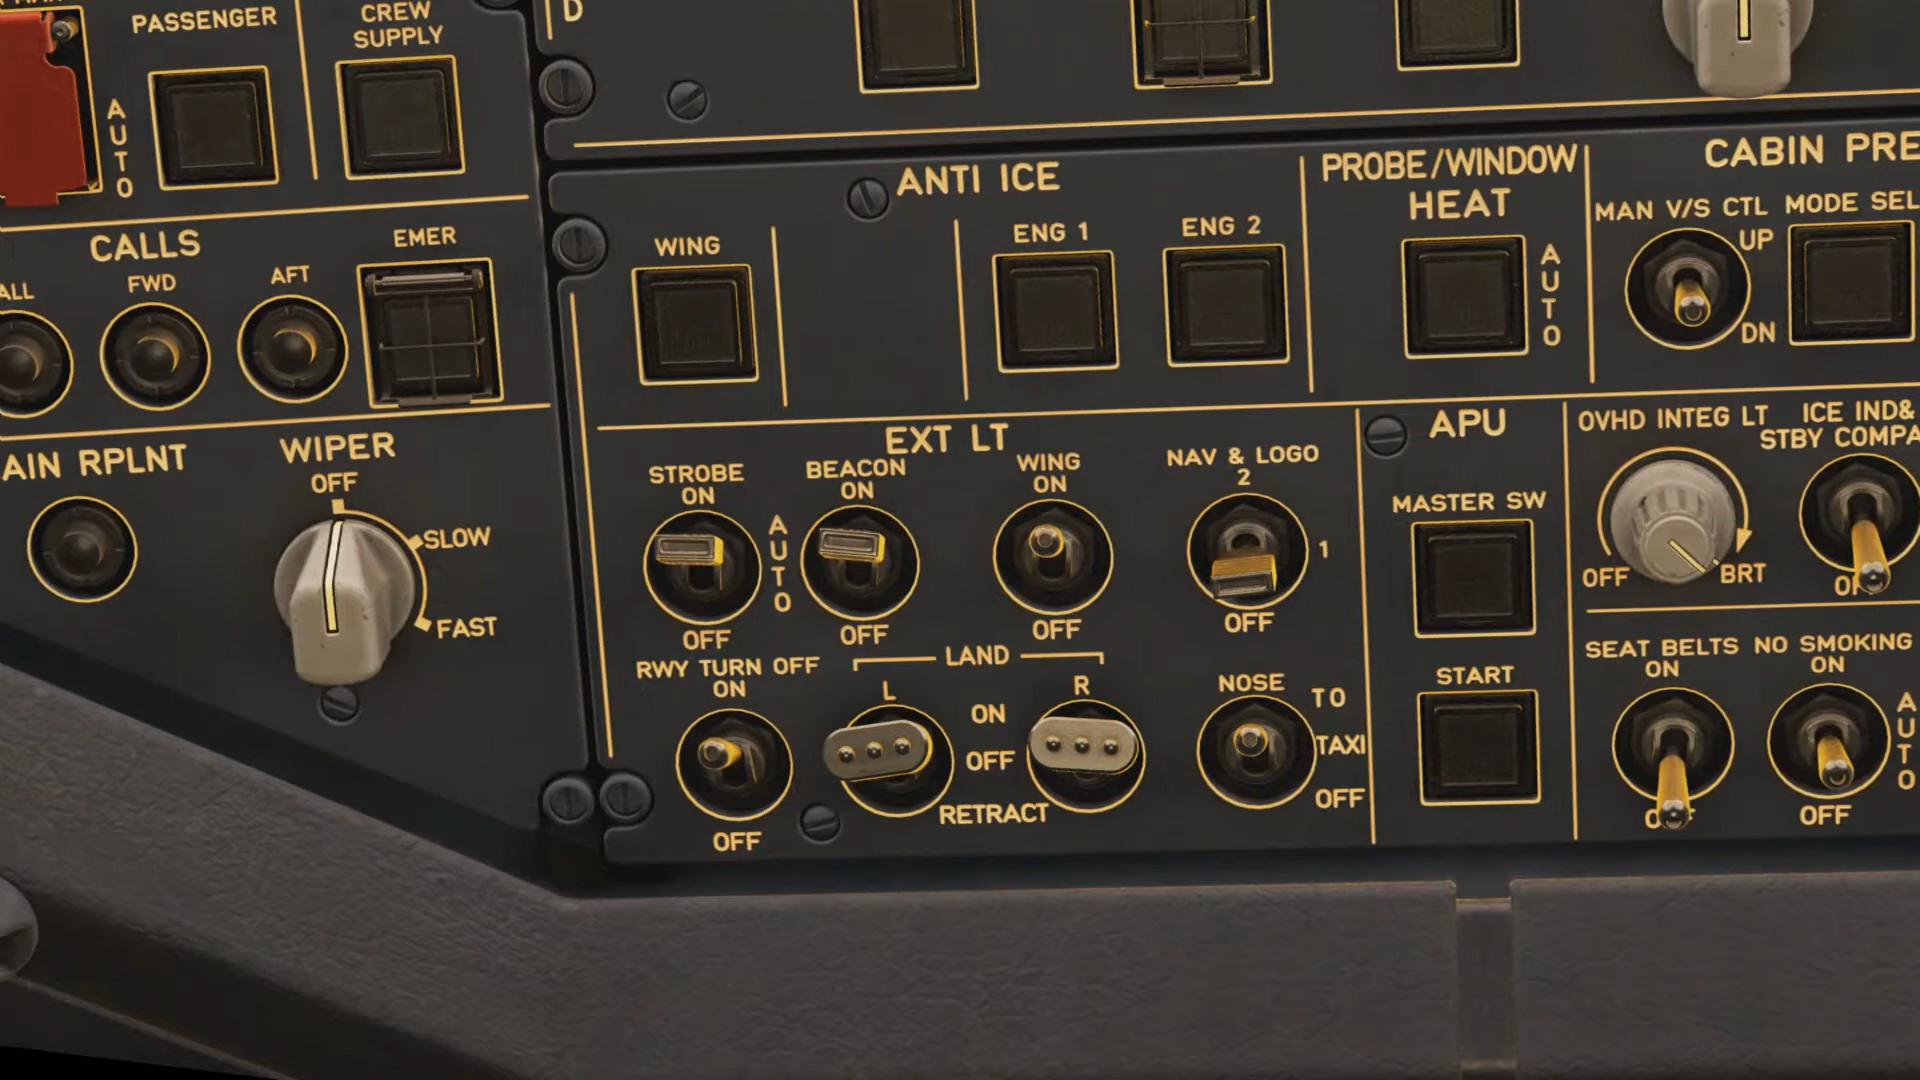 PASSENGER
AUTO
CREW
SUPPLY
D
CALLS
ALL
FWD
AFT
EMER
AIN RPLNT
WIPER
OFF
SLOW
FAST
ANTI ICE
WING
ENG 1
ENG 2
PROBE/WINDOW
HEAT
AUTO
CABIN PRE
MAN V/S CTL
UP
DN
MODE SEL
EXT LT
STROBE
ON
AUTO
OFF
BEACON
ON
OFF
WING
ON
OFF
NAV & LOGO
2
1
OFF
RWY TURN OFF
ON
OFF
LAND
L
R
ON
OFF
RETRACT
NOSE
TO
TAXI
OFF
APU
MASTER SW
START
OVHD INTEG LT
OFF
BRT
ICE IND&
STBY COMPA
SEAT BELTS
ON
NO SMOKING
ON
AUTO
OFF